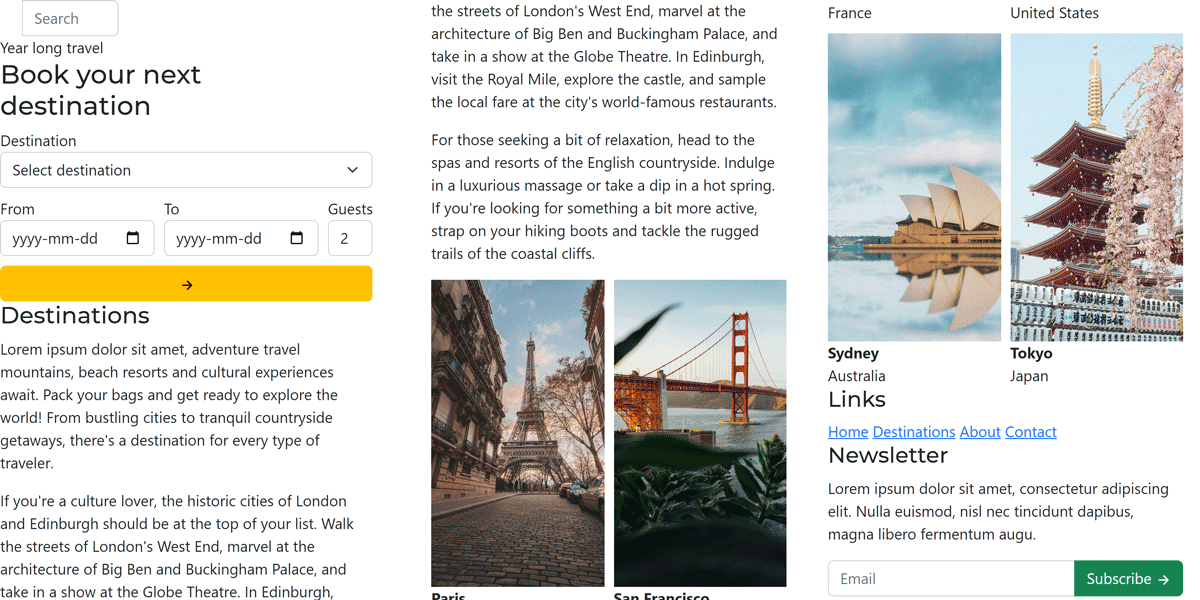 Search
Year long travel
Book your next
destination
Destination
Select destination
From To Guests
yyyy-mm-dd yyyy-mm-dd 2
→
Destinations
Lorem ipsum dolor sit amet, adventure travel
mountains, beach resorts and cultural experiences
await. Pack your bags and get ready to explore the
world! From bustling cities to tranquil countryside
getaways, there's a destination for every type of
traveler.
If you're a culture lover, the historic cities of London
and Edinburgh should be at the top of your list. Walk
the streets of London's West End, marvel at the
architecture of Big Ben and Buckingham Palace, and
take in a show at the Globe Theatre. In Edinburgh,
the streets of London's West End, marvel at the
architecture of Big Ben and Buckingham Palace, and
take in a show at the Globe Theatre. In Edinburgh,
visit the Royal Mile, explore the castle, and sample
the local fare at the city's world-famous restaurants.
For those seeking a bit of relaxation, head to the
spas and resorts of the English countryside. Indulge
in a luxurious massage or take a dip in a hot spring.
If you're looking for something a bit more active,
strap on your hiking boots and tackle the rugged
trails of the coastal cliffs.
Paris San Francisco
France United States
Sydney Tokyo
Australia Japan
Links
Home Destinations About Contact
Newsletter
Lorem ipsum dolor sit amet, consectetur adipiscing
elit. Nulla euismod, nisl nec tincidunt dapibus,
magna libero fermentum augu.
Email Subscribe →